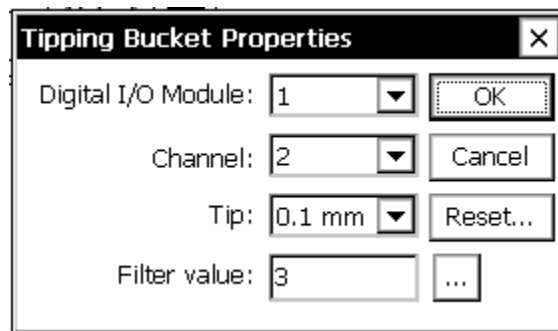 Tipping Bucket Properties
Digital I/O Module: 1 OK
Channel: 2 Cancel
Tip: 0.1 mm Reset...
Filter value: 3 ...